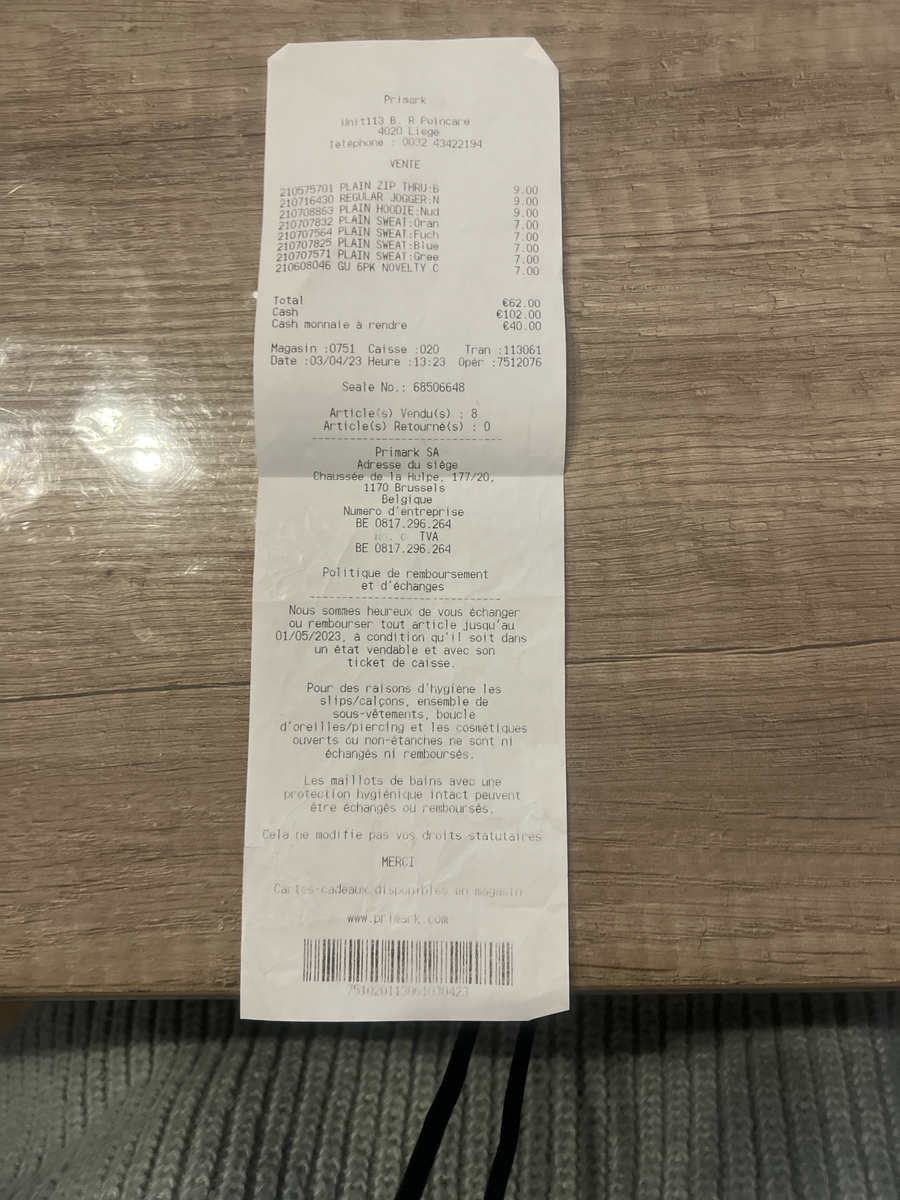 Primark
Unit113 B. R Poincare
4020 Liege
Téléphone : 0032 43422194
VENTE
210575701 PLAIN ZIP THRU:B 9.00
210716430 REGULAR JOGGER:N 9.00
210708853 PLAIN HOODIE:Nud 9.00
210707832 PLAIN SWEAT:Oran 7.00
210707564 PLAIN SWEAT:Fuch 7.00
210707825 PLAIN SWEAT:Blue 7.00
210707571 PLAIN SWEAT:Gree 7.00
210608046 GU 6PK NOVELTY C 7.00
Total €62.00
Cash €102.00
Cash monnaie à rendre €40.00
Magasin :0751 Caisse :020 Tran :113061
Date :03/04/23 Heure :13:23 Opér :7512076
Seale No.: 68506648
Article(s) Vendu(s) : 8
Article(s) Retourné(s) : 0
Primark SA
Adresse du siège
Chaussée de la Hulpe, 177/20,
1170 Brussels
Belgique
Numero d'entreprise
BE 0817.296.264
TVA
BE 0817.296.264
Politique de remboursement
et d'échanges
Nous sommes heureux de vous échanger
ou rembourser tout article jusqu'au
01/05/2023, à condition qu'il soit dans
un état vendable et avec son
ticket de caisse.
Pour des raisons d'hygiène les
slips/calçons, ensemble de
sous-vêtements, boucle
d'oreilles/piercing et les cosmétiques
ouverts ou non-étanches ne sont ni
échangés ni remboursés.
Les maillots de bains avec une
protection hygiénique intact peuvent
être échangés ou remboursés.
Cela ne modifie pas vos droits statutaires
MERCI
Cartes-cadeaux disponibles en magasin
www.primark.com
751020113061030423